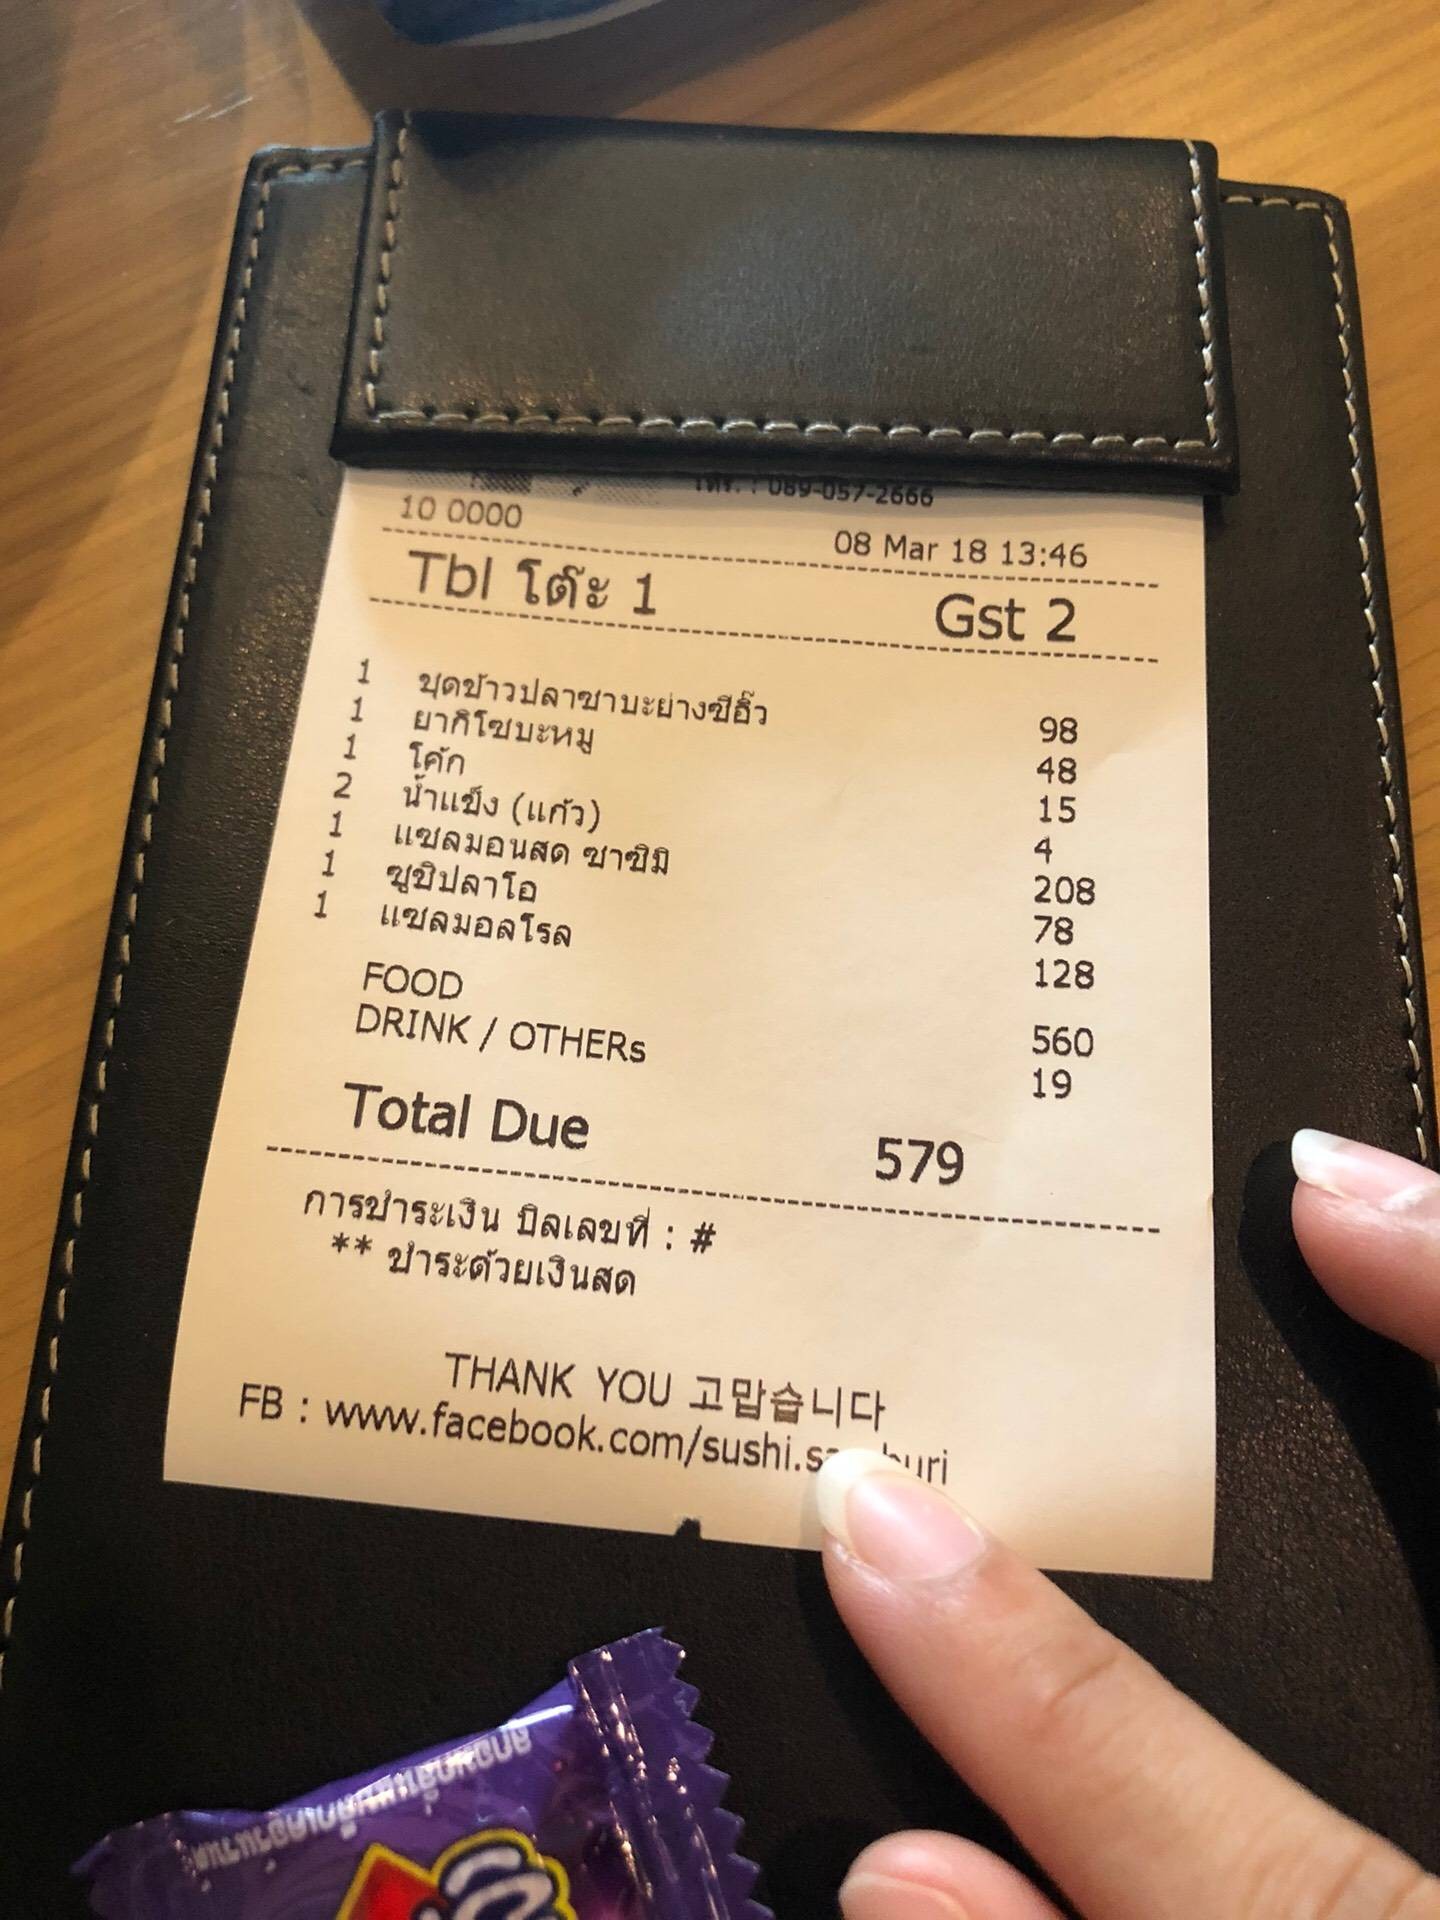 โทร. : 089-057-2666
10 0000
08 Mar 18 13:46
Tbl โต๊ะ 1 Gst 2
1 ชุดข้าวปลาซาบะย่างซีอิ๊ว 98
1 ยากิโซบะหมู 48
1 โค้ก 15
2 น้ำแข็ง (แก้ว) 4
1 แซลมอนสด ซาซิมิ 208
1 ซูชิปลาโอ 78
1 แซลมอลโรล 128
FOOD 560
DRINK / OTHERs 19
Total Due 579
การชำระเงิน บิลเลขที่ : #
** ชำระด้วยเงินสด
THANK YOU 고맙습니다
FB : www.facebook.com/sushi.